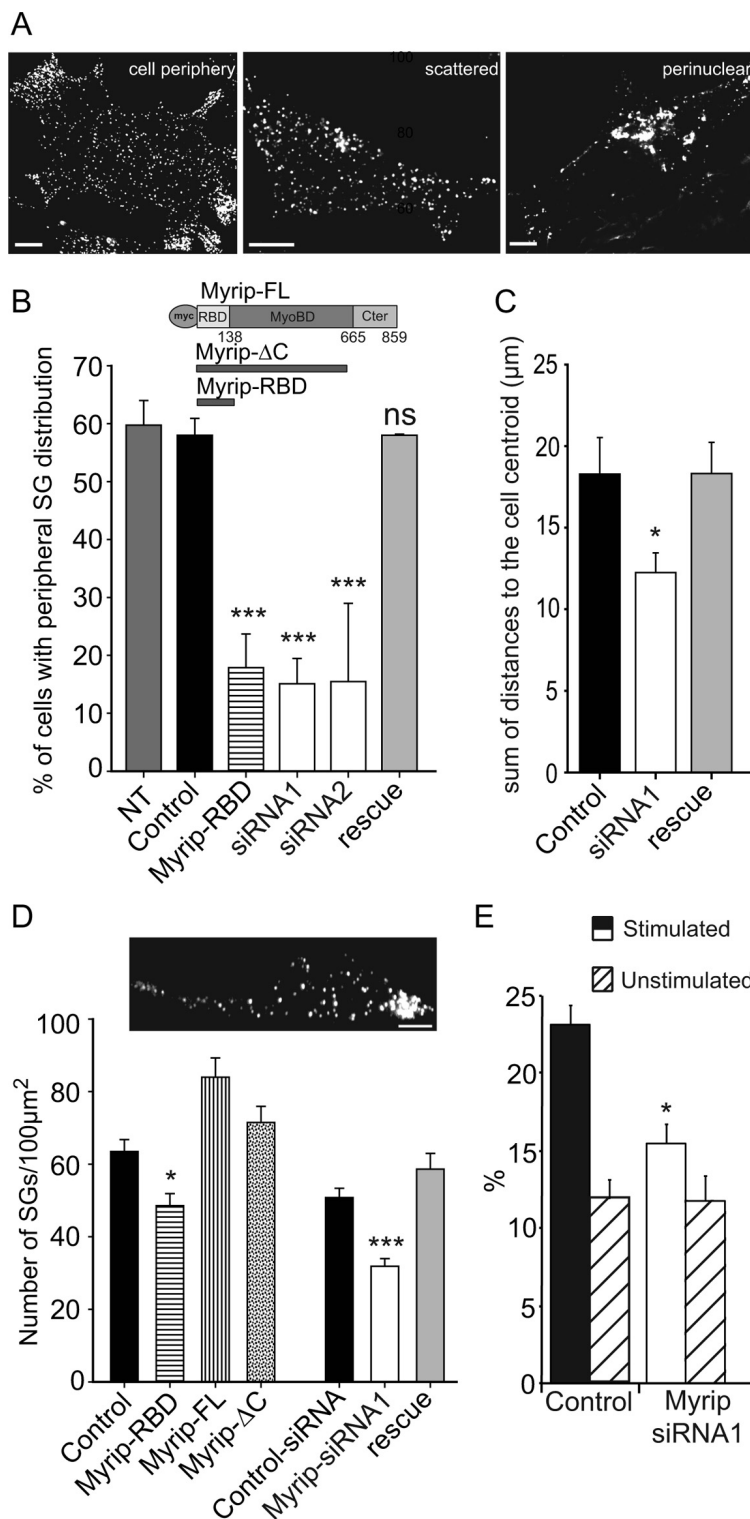 A
cell periphery
scattered
perinuclear
100
80
60
B
Myrip-FL
myc
RBD
MyoBD
Cter
138
665
859
Myrip-ΔC
Myrip-RBD
% of cells with peripheral SG distribution
70
60
50
40
30
20
10
0
***
***
***
ns
NT
Control
Myrip-RBD
siRNA1
siRNA2
rescue
C
sum of distances to the cell centroid (µm)
25
20
15
10
5
0
*
Control
siRNA1
rescue
D
Number of SGs/100µm²
100
80
60
40
20
0
*
***
Control
Myrip-RBD
Myrip-FL
Myrip-ΔC
Control-siRNA
Myrip-siRNA1
rescue
E
Stimulated
Unstimulated
%
25
22
15
10
5
0
*
Control
Myrip
siRNA1